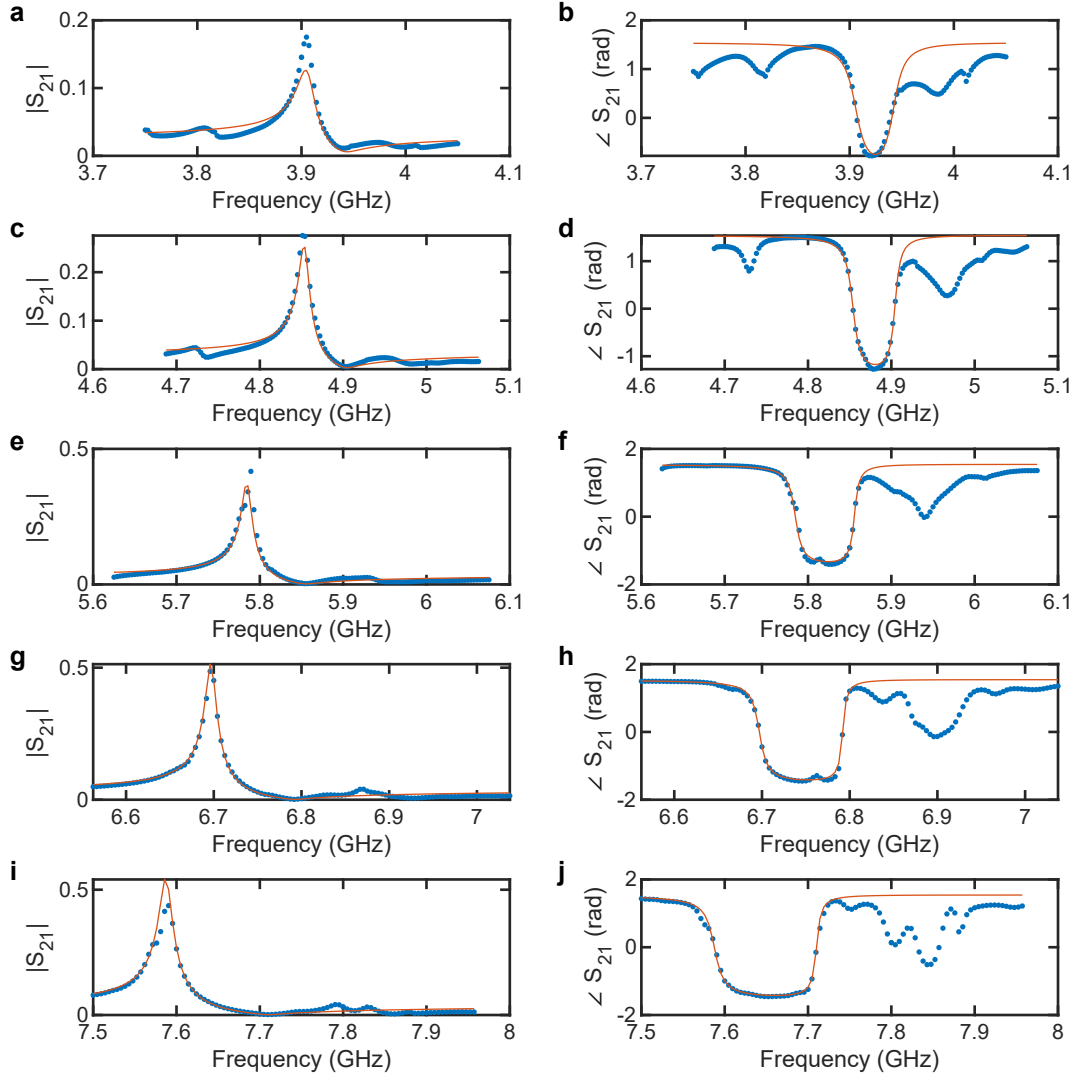 a
0.2
0.1
0
|S21|
3.7 3.8 3.9 4 4.1
Frequency (GHz)
b
2
1
0
∠ S21 (rad)
3.7 3.8 3.9 4 4.1
Frequency (GHz)
c
0.2
0.1
0
|S21|
4.6 4.7 4.8 4.9 5 5.1
Frequency (GHz)
d
1
0
-1
∠ S21 (rad)
4.6 4.7 4.8 4.9 5 5.1
Frequency (GHz)
e
0.5
0
|S21|
5.6 5.7 5.8 5.9 6 6.1
Frequency (GHz)
f
2
0
-2
∠ S21 (rad)
5.6 5.7 5.8 5.9 6 6.1
Frequency (GHz)
g
0.5
0
|S21|
6.6 6.7 6.8 6.9 7
Frequency (GHz)
h
2
0
-2
∠ S21 (rad)
6.6 6.7 6.8 6.9 7
Frequency (GHz)
i
0.5
0
|S21|
7.5 7.6 7.7 7.8 7.9 8
Frequency (GHz)
j
2
0
-2
∠ S21 (rad)
7.5 7.6 7.7 7.8 7.9 8
Frequency (GHz)